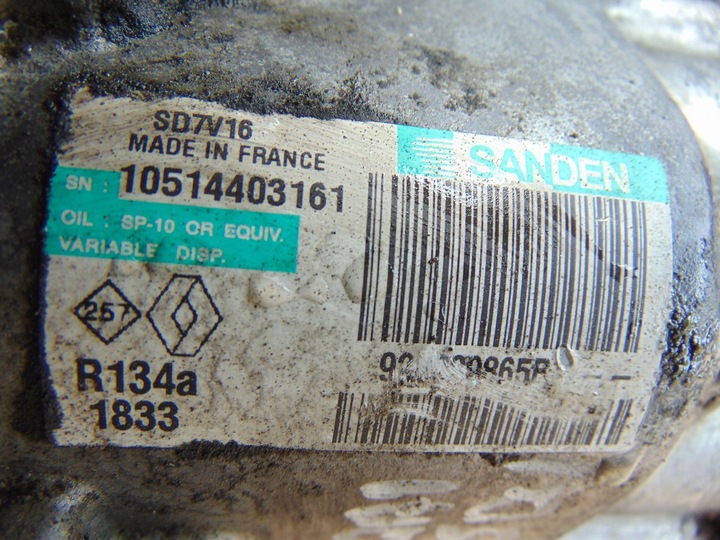 SD7V16
MADE IN FRANCE
SANDEN
SN : 10514403161
OIL : SP-10 OR EQUIV.
VARIABLE DISP.
257
R134a
1833